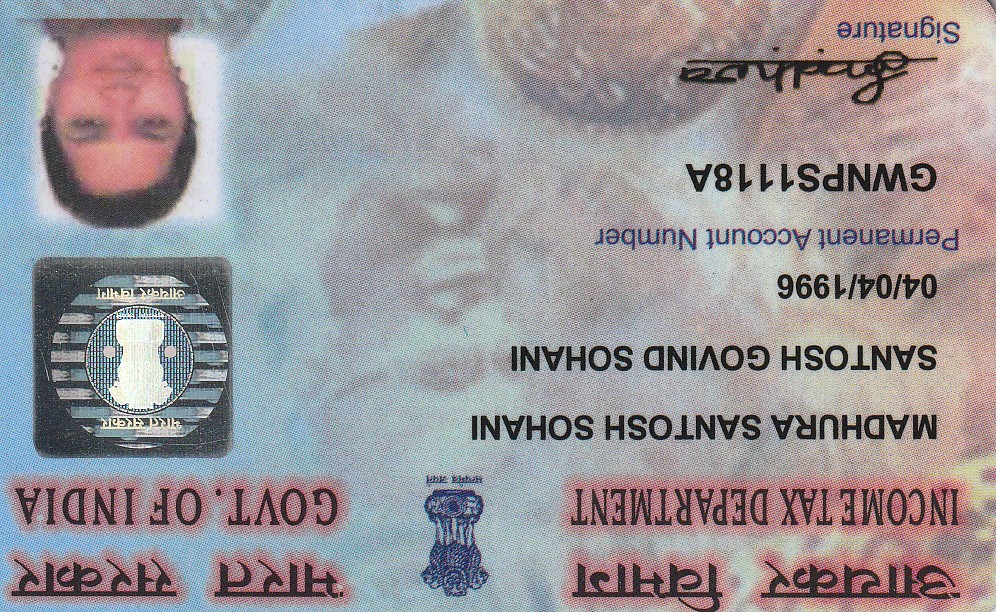 आयकर विभाग
भारत सरकार
INCOME TAX DEPARTMENT
GOVT. OF INDIA
सत्यमेव जयते
MADHURA SANTOSH SOHANI
SANTOSH GOVIND SOHANI
04/04/1996
Permanent Account Number
GWNPS1118A
भारत सरकार
आयकर विभाग
Madhura
Signature